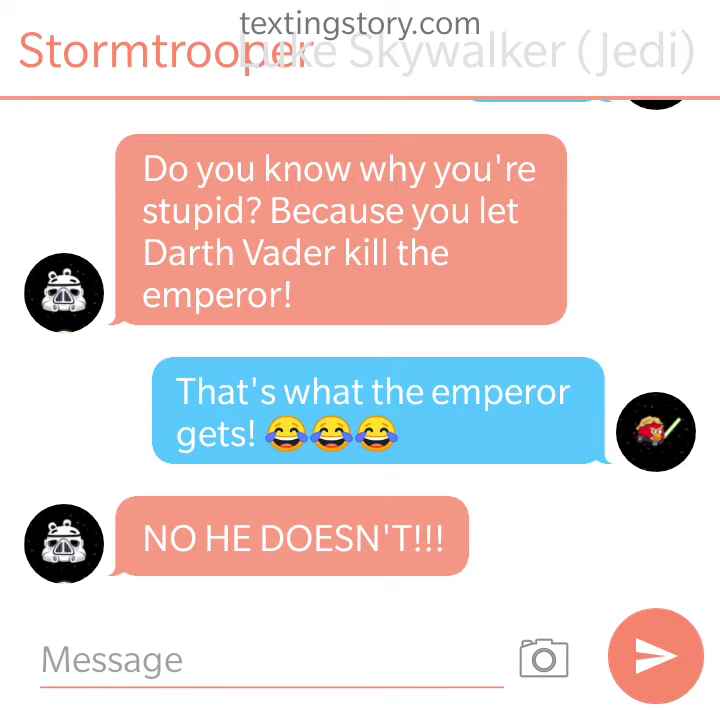 textingstory.com
Stormtrooper
Luke Skywalker (Jedi)
Do you know why you're
stupid? Because you let
Darth Vader kill the
emperor!
That's what the emperor
gets! 😂😂😂
NO HE DOESN'T!!!
Message